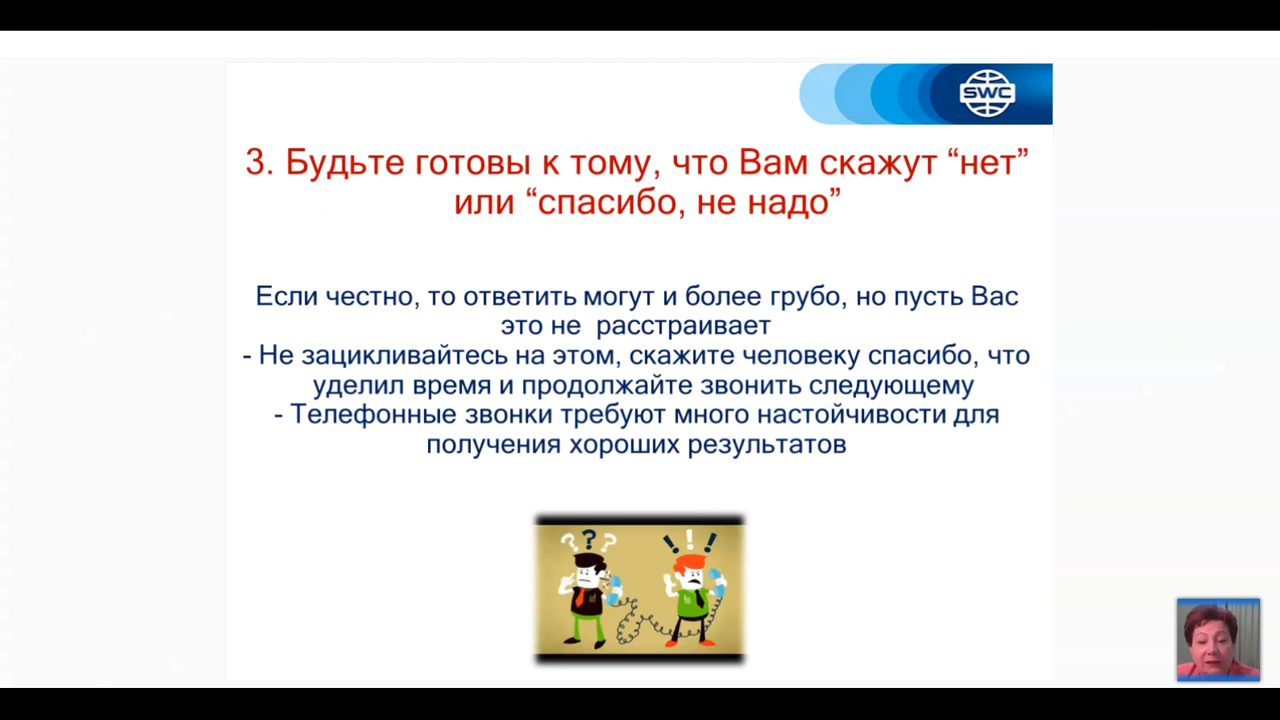 SWC
3. Будьте готовы к тому, что Вам скажут “нет”
или “спасибо, не надо”
Если честно, то ответить могут и более грубо, но пусть Вас
это не  расстраивает
- Не зацикливайтесь на этом, скажите человеку спасибо, что
уделил время и продолжайте звонить следующему
- Телефонные звонки требуют много настойчивости для
получения хороших результатов
???
!!!